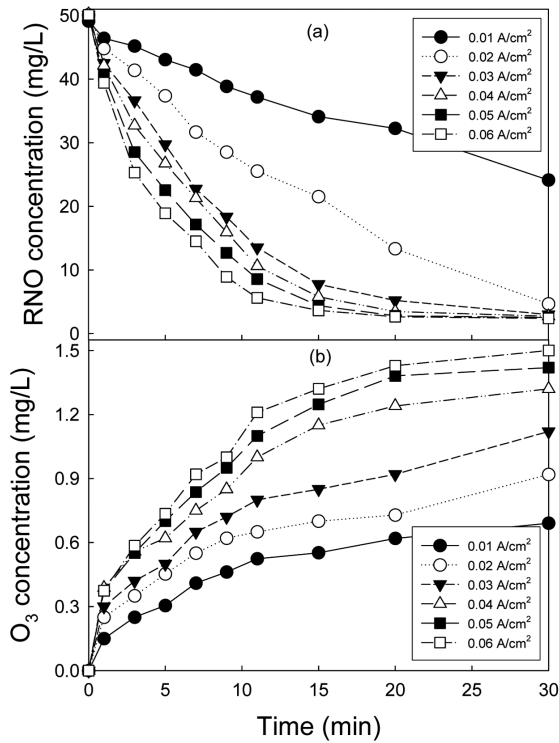 50
40
30
20
10
0
RNO concentration (mg/L)
(a)
0.01 A/cm²
0.02 A/cm²
0.03 A/cm²
0.04 A/cm²
0.05 A/cm²
0.06 A/cm²
1.5
1.2
0.9
0.6
0.3
0.0
O₃ concentration (mg/L)
(b)
0.01 A/cm²
0.02 A/cm²
0.03 A/cm²
0.04 A/cm²
0.05 A/cm²
0.06 A/cm²
0 5 10 15 20 25 30
Time (min)